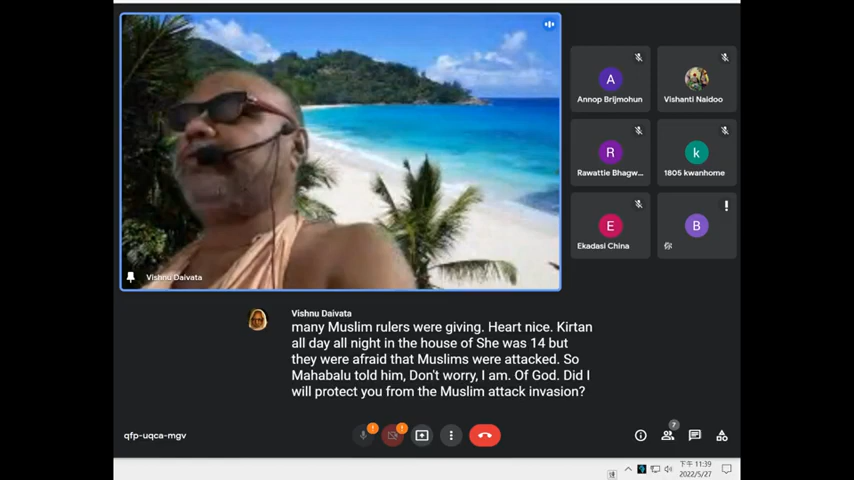 A
Annop Brijmohun
Vishanti Naidoo
R
Rawattie Bhagw...
k
1805 kwanhome
E
Ekadasi China
B
你
Vishnu Daivata
Vishnu Daivata
many Muslim rulers were giving. Heart nice. Kirtan
all day all night in the house of She was 14 but
they were afraid that Muslims were attacked. So
Mahabalu told him, Don't worry, I am. Of God. Did I
will protect you from the Muslim attack invasion?
qfp-uqca-mgv
7
下午 11:39
2022/5/27